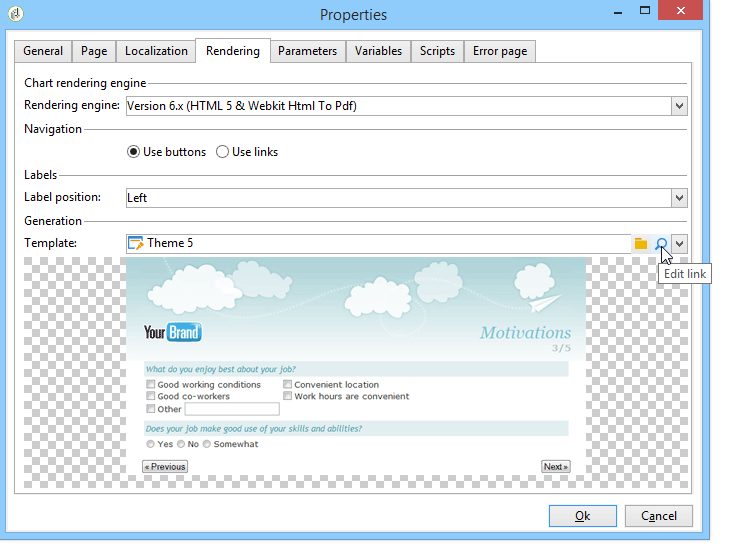 Properties
General Page Localization Rendering Parameters Variables Scripts Error page
Chart rendering engine
Rendering engine: Version 6.x (HTML 5 & Webkit Html To Pdf)
Navigation
Use buttons Use links
Labels
Label position: Left
Generation
Template: Theme 5
Edit link
Your Brand Motivations
3/5
What do you enjoy best about your job?
Good working conditions Convenient location
Good co-workers Work hours are convenient
Other
Does your job make good use of your skills and abilities?
Yes No Somewhat
« Previous Next »
Ok Cancel